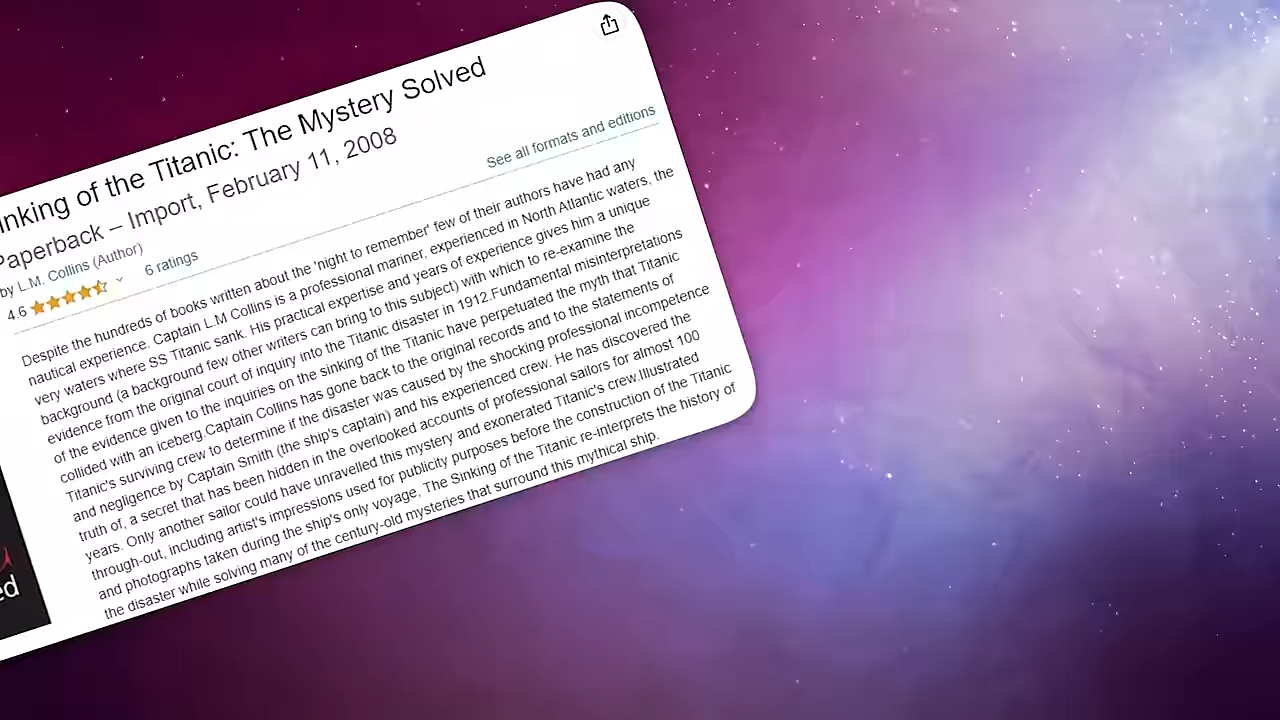 inking of the Titanic: The Mystery Solved
Paperback – Import, February 11, 2008
by L.M. Collins (Author)
4.6 6 ratings
See all formats and editions
Despite the hundreds of books written about the 'night to remember' few of their authors have had any
nautical experience. Captain L.M Collins is a professional mariner, experienced in North Atlantic waters, the
very waters where SS Titanic sank. His practical expertise and years of experience gives him a unique
background (a background few other writers can bring to this subject) with which to re-examine the
evidence from the original court of inquiry into the Titanic disaster in 1912.Fundamental misinterpretations
of the evidence given to the inquiries on the sinking of the Titanic have perpetuated the myth that Titanic
collided with an iceberg.Captain Collins has gone back to the original records and to the statements of
Titanic's surviving crew to determine if the disaster was caused by the shocking professional incompetence
and negligence by Captain Smith (the ship's captain) and his experienced crew. He has discovered the
truth of, a secret that has been hidden in the overlooked accounts of professional sailors for almost 100
years. Only another sailor could have unravelled this mystery and exonerated Titanic's crew.Illustrated
through-out, including artist's impressions used for publicity purposes before the construction of the Titanic
and photographs taken during the ship's only voyage, The Sinking of the Titanic re-interprets the history of
the disaster while solving many of the century-old mysteries that surround this mythical ship.
ed